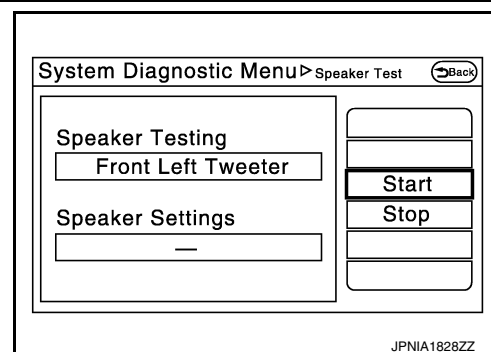 System Diagnostic Menu▷ Speaker Test ⮌Back
Speaker Testing
Front Left Tweeter
Start
Speaker Settings
Stop
—
JPNIA1828ZZ